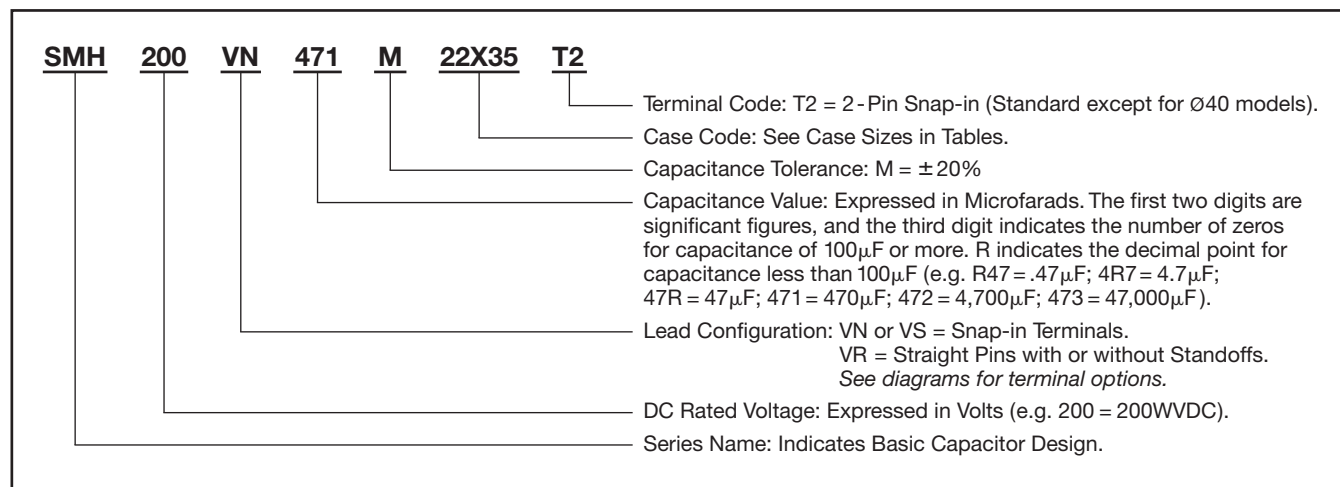 SMH 200 VN 471 M 22X35 T2
Terminal Code: T2 = 2-Pin Snap-in (Standard except for Ø40 models).
Case Code: See Case Sizes in Tables.
Capacitance Tolerance: M = ±20%
Capacitance Value: Expressed in Microfarads. The first two digits are
significant figures, and the third digit indicates the number of zeros
for capacitance of 100µF or more. R indicates the decimal point for
capacitance less than 100µF (e.g. R47 = .47µF; 4R7 = 4.7µF;
47R = 47µF; 471 = 470µF; 472 = 4,700µF; 473 = 47,000µF).
Lead Configuration: VN or VS = Snap-in Terminals.
VR = Straight Pins with or without Standoffs.
See diagrams for terminal options.
DC Rated Voltage: Expressed in Volts (e.g. 200 = 200WVDC).
Series Name: Indicates Basic Capacitor Design.